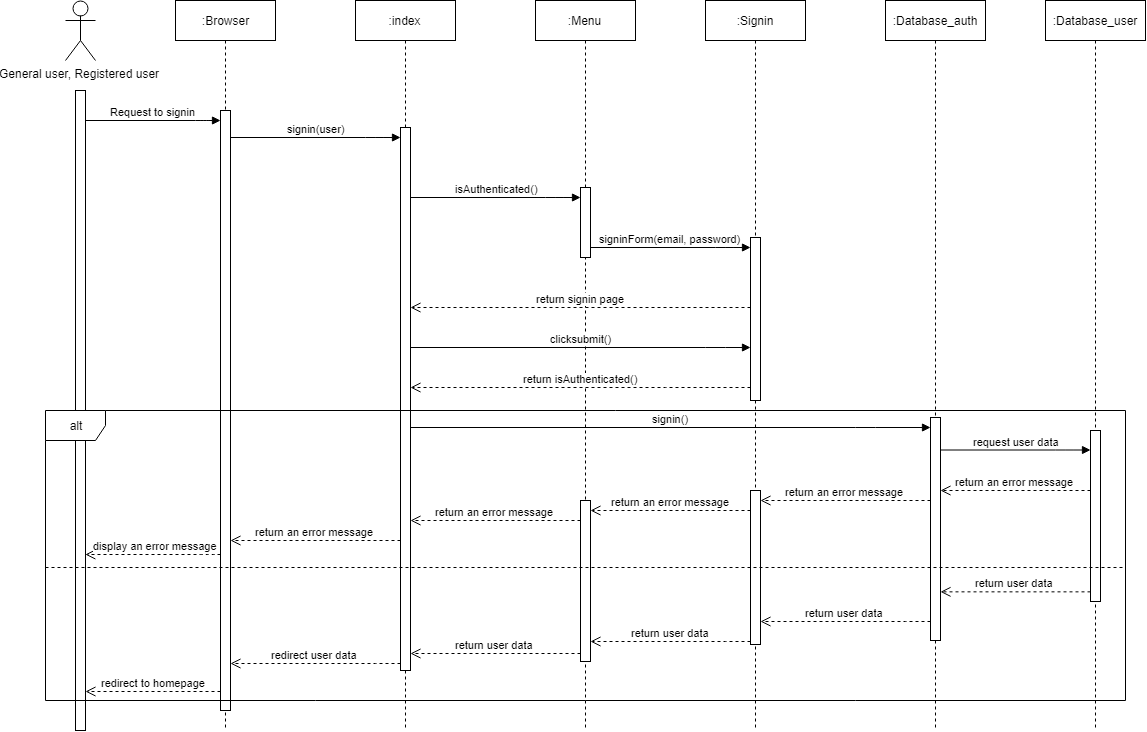 :Browser
:index
:Menu
:Signin
:Database_auth
:Database_user
General user, Registered user
Request to signin
signin(user)
isAuthenticated()
signinForm(email, password)
return signin page
clicksubmit()
return isAuthenticated()
alt
signin()
request user data
return an error message
return an error message
return an error message
return an error message
return an error message
display an error message
return user data
return user data
return user data
return user data
redirect user data
redirect to homepage